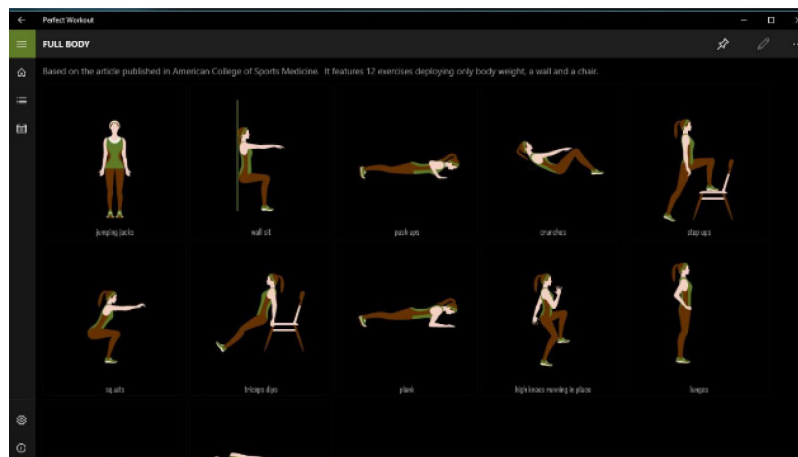 Perfect Workout
FULL BODY
Based on the article published in American College of Sports Medicine. It features 12 exercises deploying only body weight, a wall and a chair.
jumping jacks
wall sit
push ups
crunches
step ups
squats
triceps dips
plank
high knees running in place
lunges